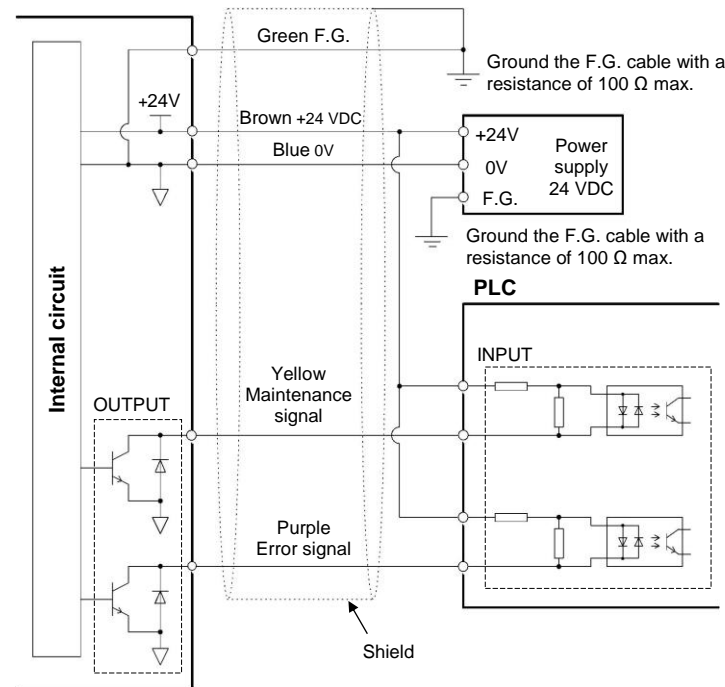 Green F.G.
Ground the F.G. cable with a
resistance of 100 Ω max.
+24V
Brown +24 VDC
Blue 0V
+24V
0V
F.G.
Power
supply
24 VDC
Ground the F.G. cable with a
resistance of 100 Ω max.
PLC
Internal circuit
INPUT
OUTPUT
Yellow
Maintenance
signal
Purple
Error signal
Shield